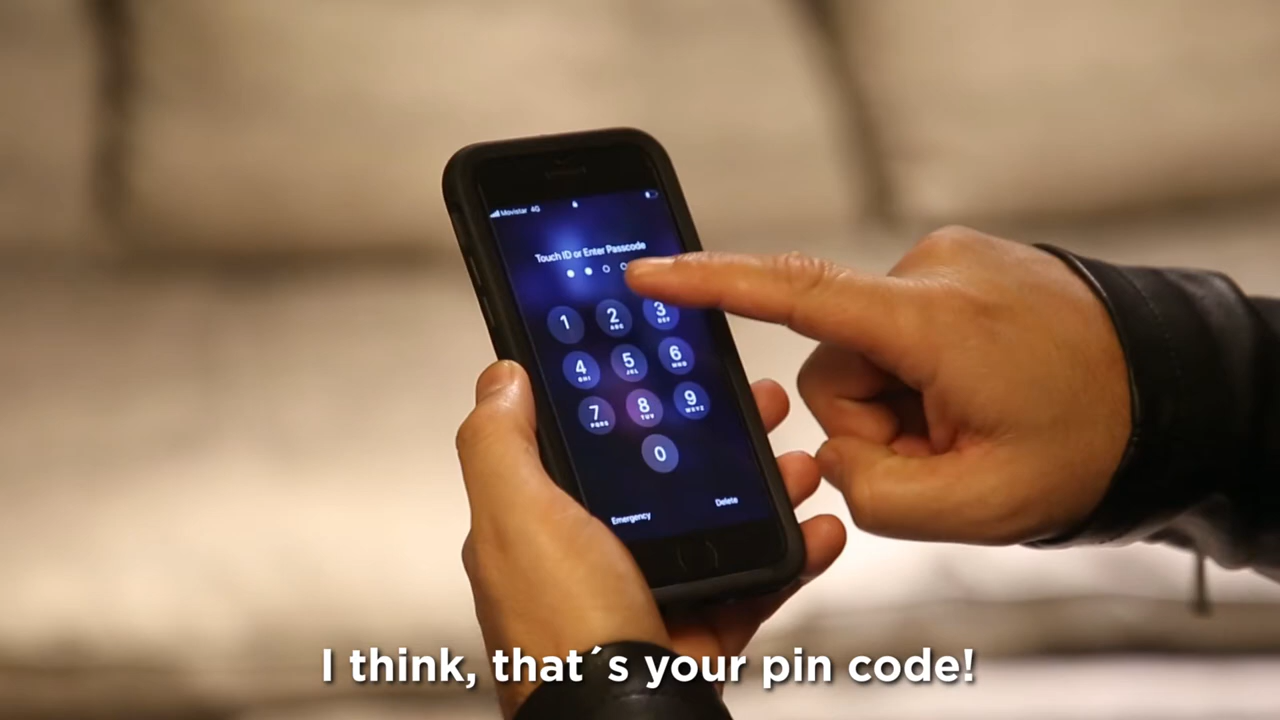 Movistar 4G
Touch ID or Enter Passcode
1 2 3
ABC DEF
4 5 6
GHI JKL MNO
7 8 9
PQRS TUV WXYZ
0
Delete
Emergency
I think, that´s your pin code!